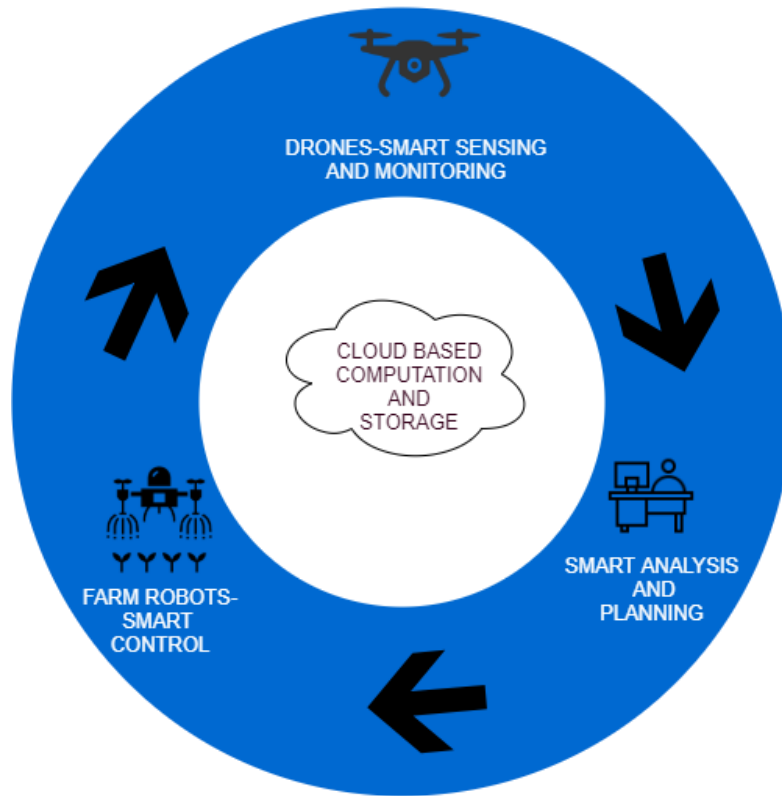 DRONES-SMART SENSING
AND MONITORING
CLOUD BASED
COMPUTATION
AND
STORAGE
SMART ANALYSIS
AND
PLANNING
FARM ROBOTS-
SMART
CONTROL